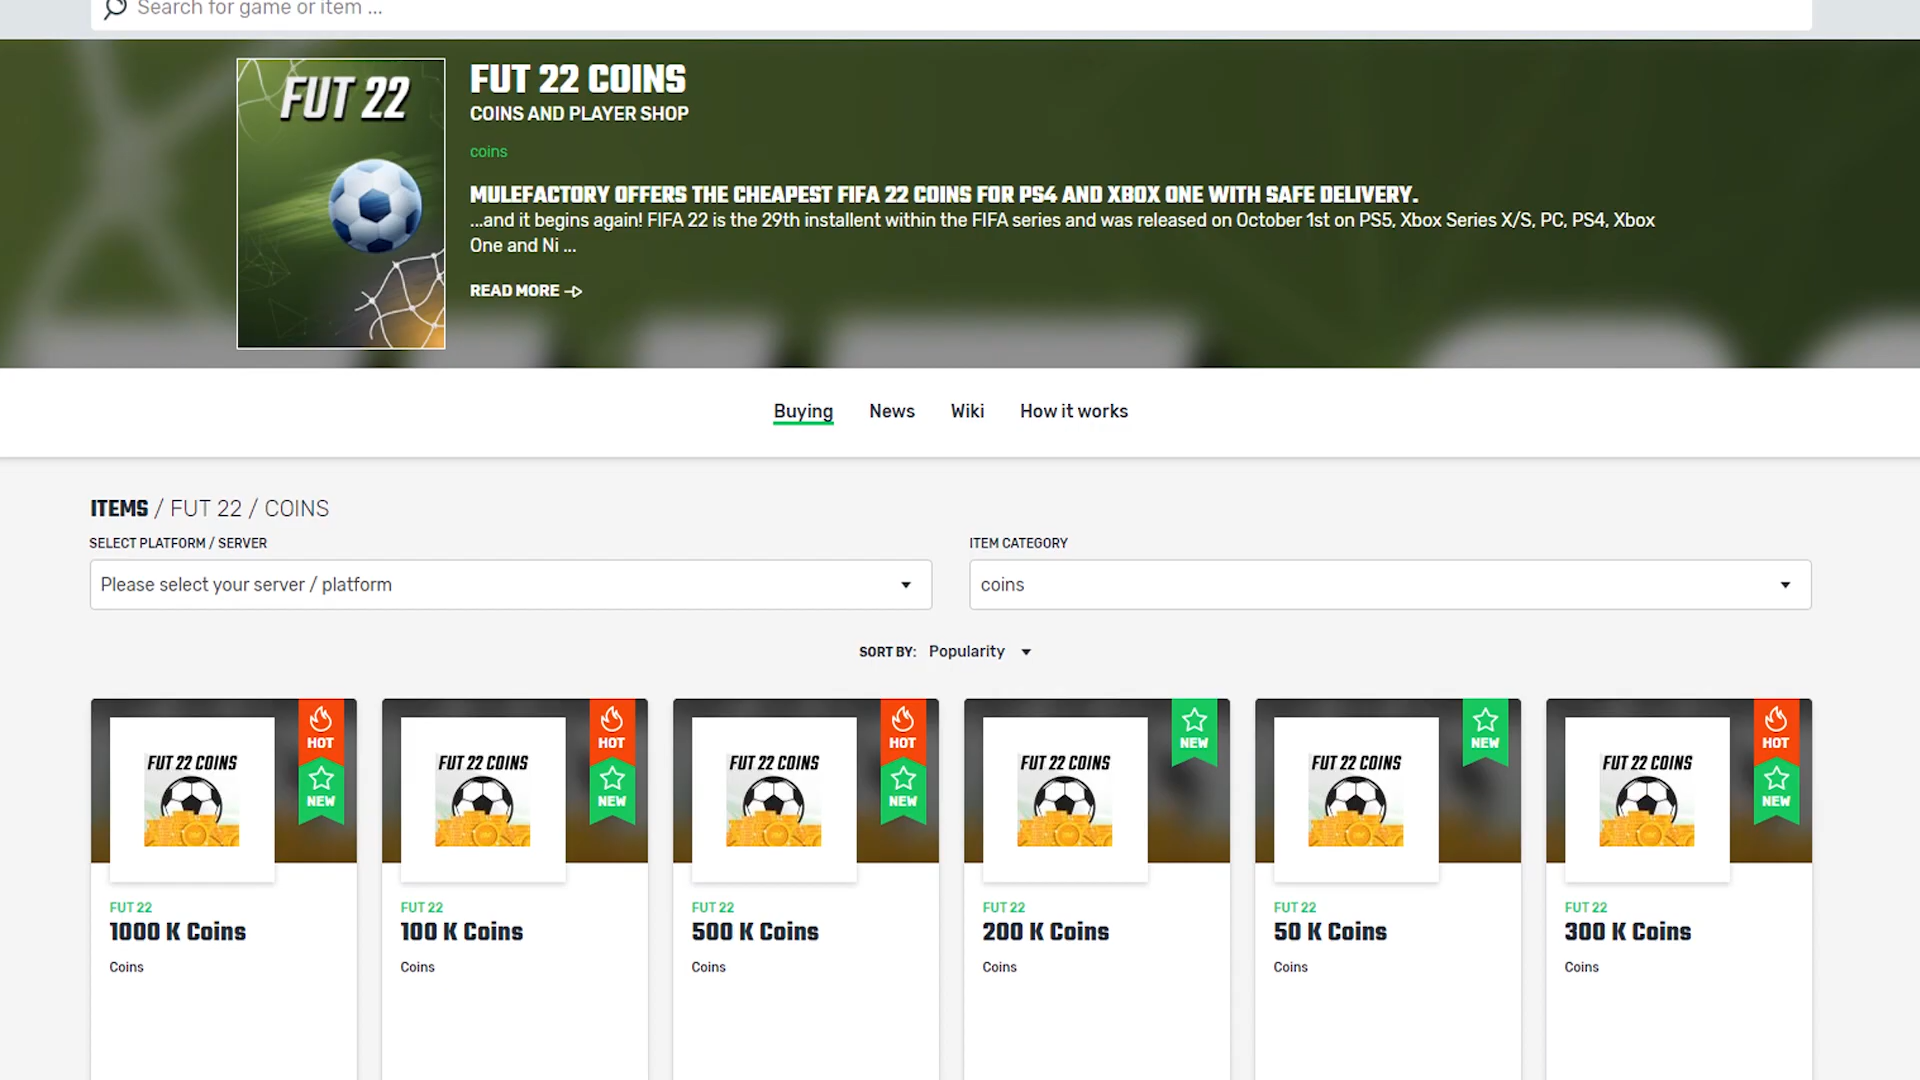 Search for game or item ...
FUT 22
FUT 22 COINS
COINS AND PLAYER SHOP
coins
MULEFACTORY OFFERS THE CHEAPEST FIFA 22 COINS FOR PS4 AND XBOX ONE WITH SAFE DELIVERY.
...and it begins again! FIFA 22 is the 29th installent within the FIFA series and was released on October 1st on PS5, Xbox Series X/S, PC, PS4, Xbox
One and Ni ...
READ MORE
Buying News Wiki How it works
ITEMS / FUT 22 / COINS
SELECT PLATFORM / SERVER
Please select your server / platform
ITEM CATEGORY
coins
SORT BY: Popularity
HOT
NEW
FUT 22 COINS
FUT 22
1000 K Coins
Coins
HOT
NEW
FUT 22 COINS
FUT 22
100 K Coins
Coins
HOT
NEW
FUT 22 COINS
FUT 22
500 K Coins
Coins
NEW
FUT 22 COINS
FUT 22
200 K Coins
Coins
NEW
FUT 22 COINS
FUT 22
50 K Coins
Coins
HOT
NEW
FUT 22 COINS
FUT 22
300 K Coins
Coins